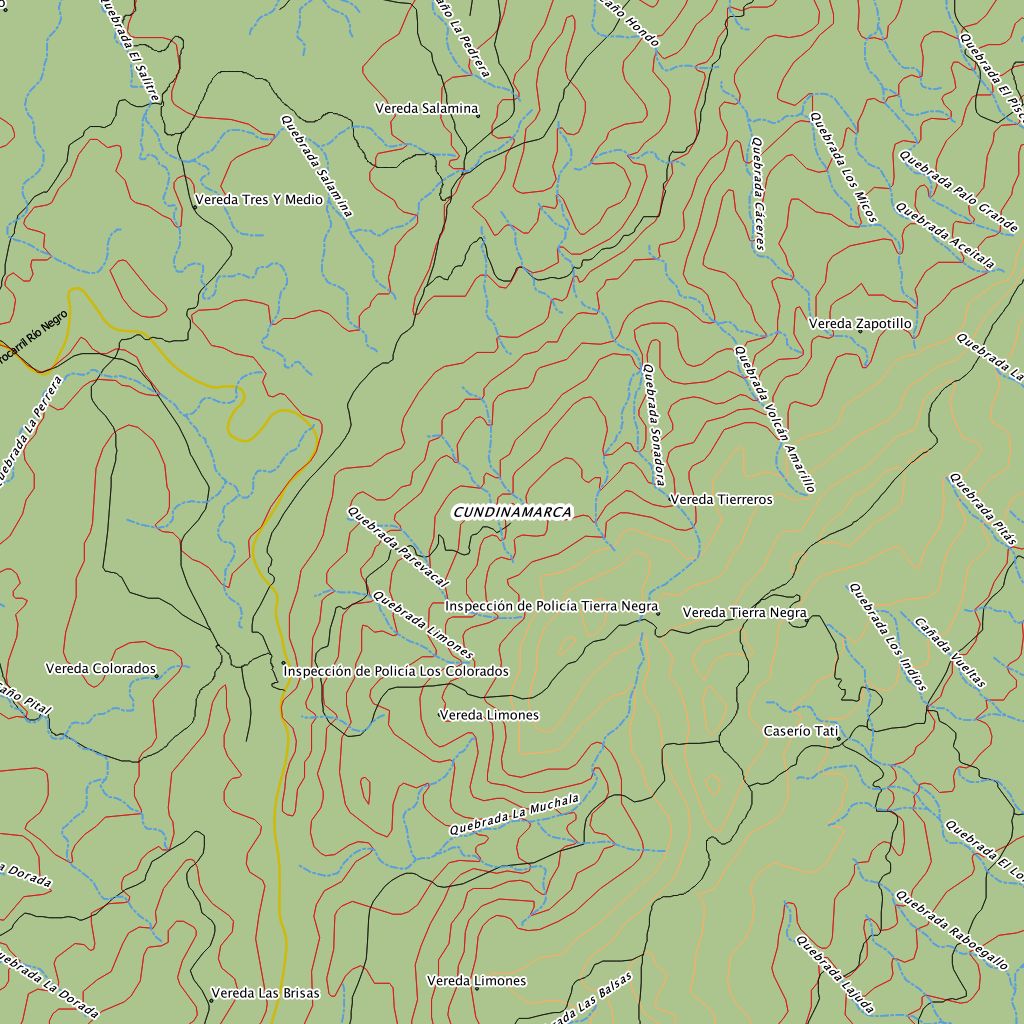 Quebrada El Salitre
Caño La Pedrera
Caño Hondo
Quebrada El
Vereda Salamina
Quebrada Salamina
Quebrada Cáceres
Quebrada Los Micos
Quebrada Palo Grande
Vereda Tres Y Medio
Quebrada Aceitala
rocarril Rio Negro
Vereda Zapotillo
Quebrada La
Quebrada La Perrera
Quebrada Sonadora
Quebrada Volcán Amarillo
Vereda Tierreros
Quebrada Pitás
CUNDINAMARCA
Quebrada Parevacal
Quebrada Limones
Inspección de Policía Tierra Negra
Vereda Tierra Negra
Quebrada Los Indios
Cañada Vueltas
Vereda Colorados
Inspección de Policía Los Colorados
Caño Pital
Vereda Limones
Caserío Tati
Quebrada La Muchala
Quebrada El Lo
a Dorada
Quebrada Raboegallo
Quebrada Lajuda
Quebrada La Dorada
Vereda Las Brisas
Vereda Limones
Las Balsas